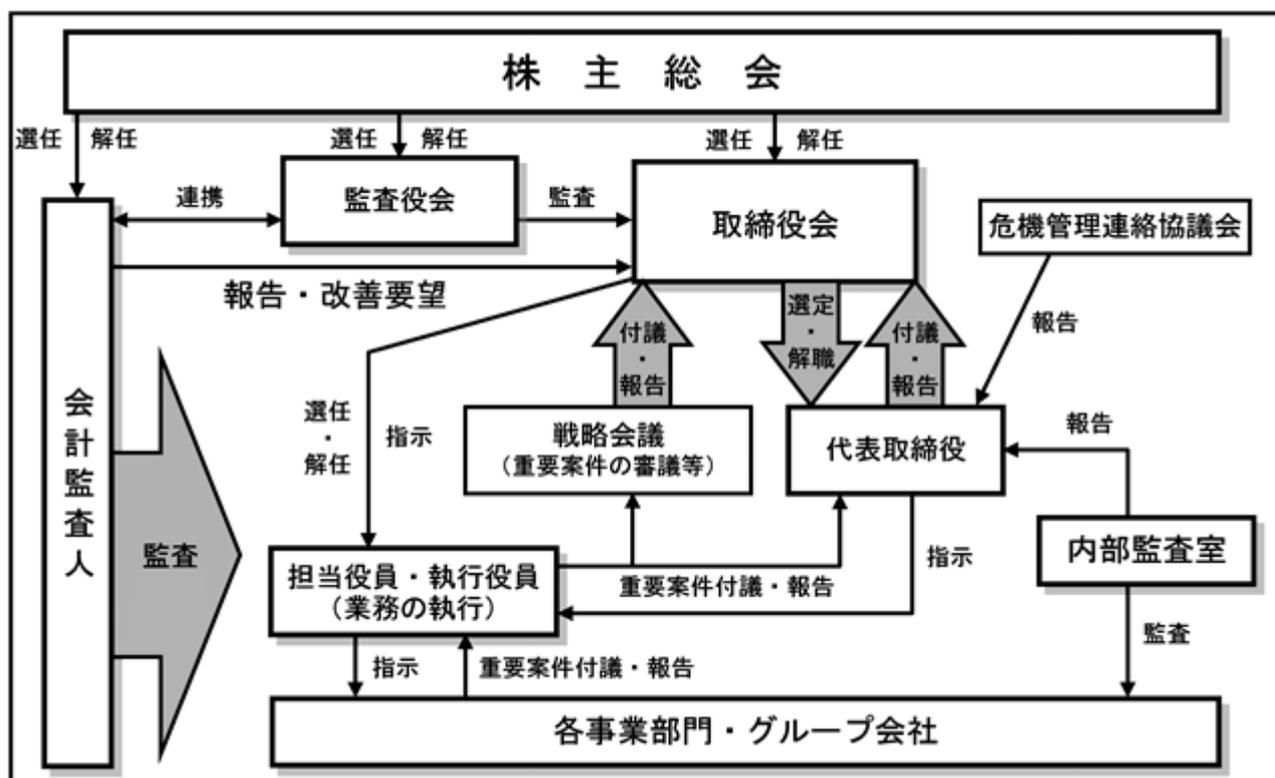 株主総会
選任 解任
選任 解任
選任 解任
監査役会
連携
監査
取締役会
危機管理連絡協議会
報告・改善要望
報告
付議・報告
選定・解職
付議・報告
会計監査人
監査
選任・解任
指示
戦略会議
(重要案件の審議等)
代表取締役
報告
内部監査室
担当役員・執行役員
(業務の執行)
重要案件付議・報告
指示
監査
指示
重要案件付議・報告
各事業部門・グループ会社